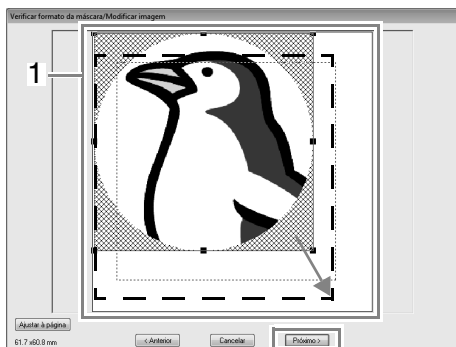 Verificar formato da máscara/Modificar imagem
1
Ajustar à página
61.7 x60.8 mm
< Anterior
Cancelar
Próximo >